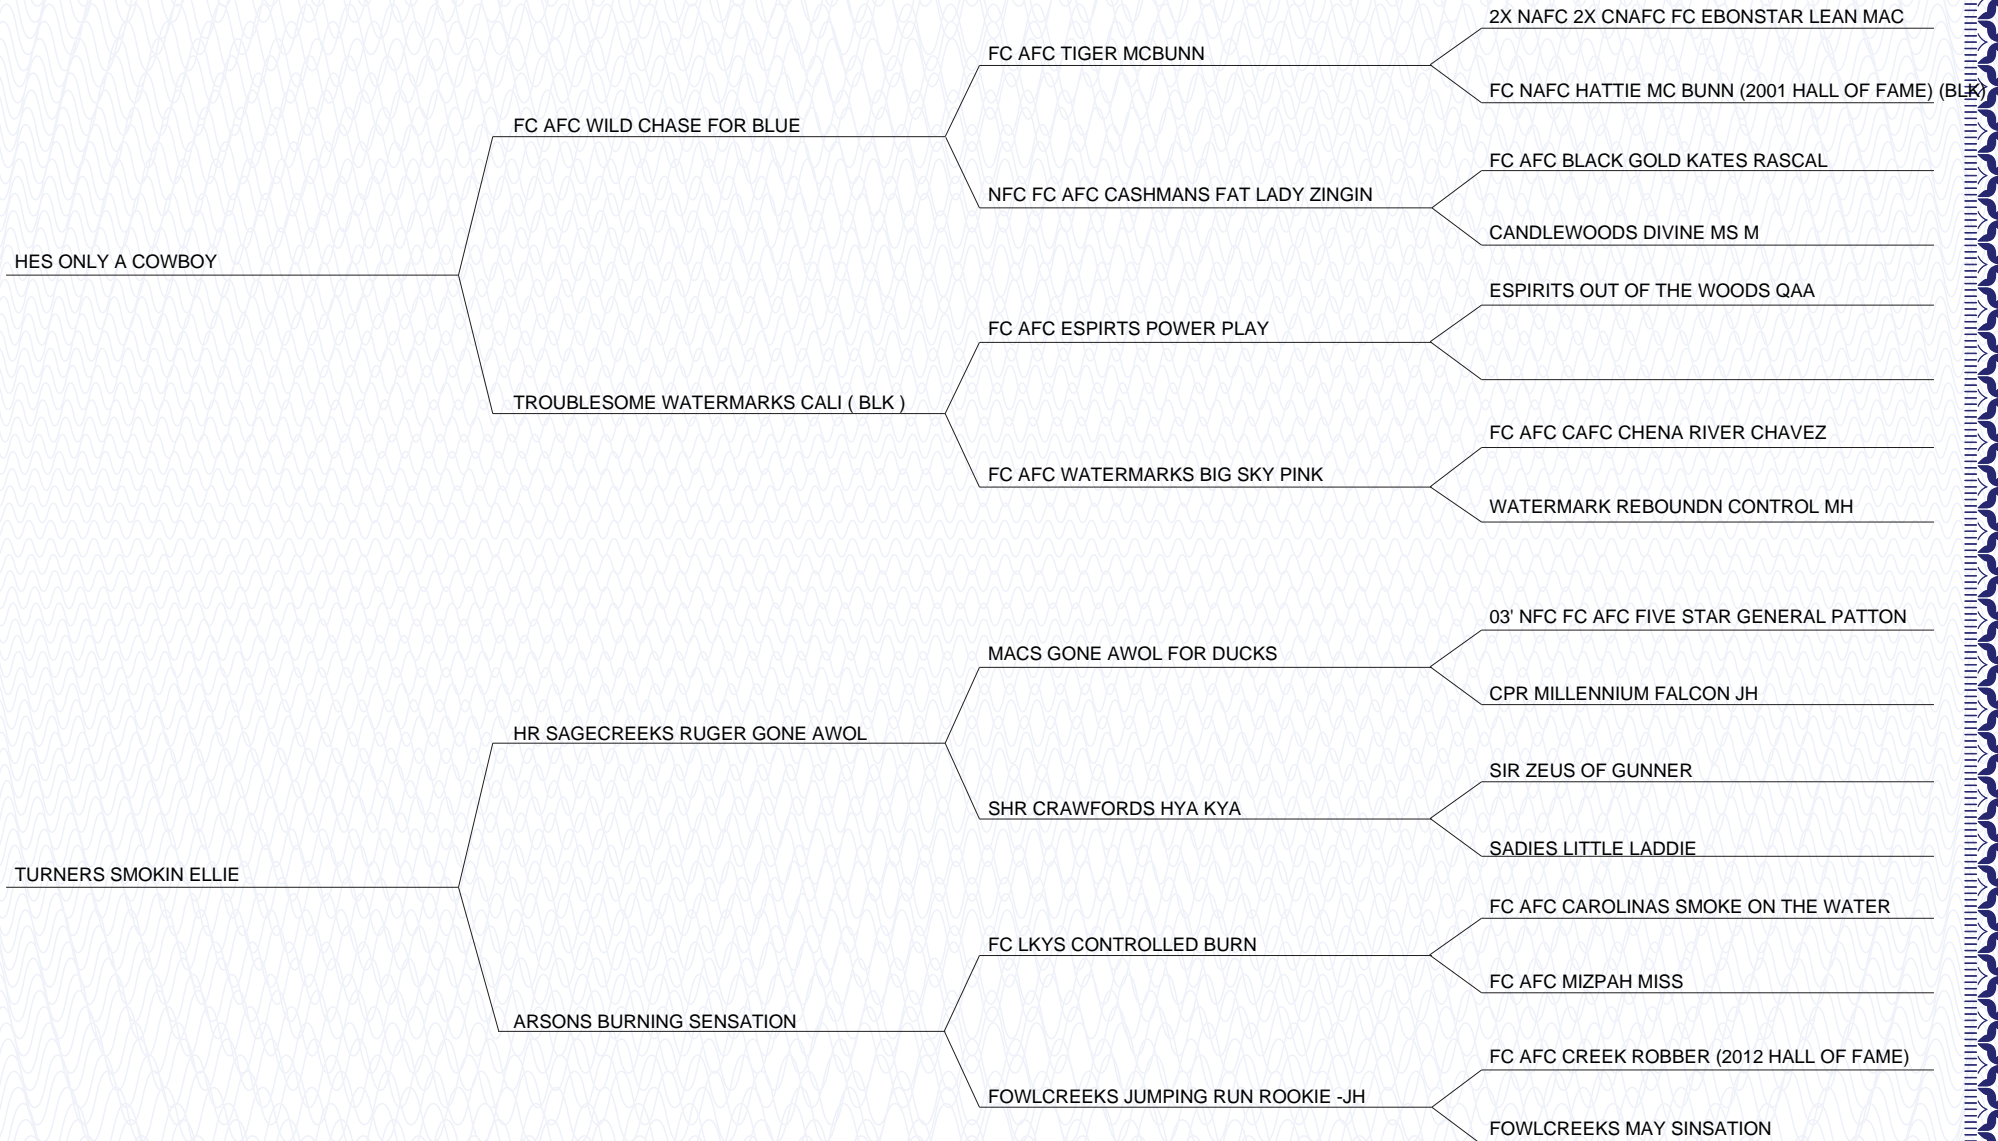 2X NAFC 2X CNAFC FC EBONSTAR LEAN MAC
FC AFC TIGER MCBUNN
FC NAFC HATTIE MC BUNN (2001 HALL OF FAME) (BLK)
FC AFC WILD CHASE FOR BLUE
FC AFC BLACK GOLD KATES RASCAL
NFC FC AFC CASHMANS FAT LADY ZINGIN
CANDLEWOODS DIVINE MS M
HES ONLY A COWBOY
ESPIRITS OUT OF THE WOODS QAA
FC AFC ESPIRTS POWER PLAY
TROUBLESOME WATERMARKS CALI ( BLK )
FC AFC CAFC CHENA RIVER CHAVEZ
FC AFC WATERMARKS BIG SKY PINK
WATERMARK REBOUNDN CONTROL MH
03' NFC FC AFC FIVE STAR GENERAL PATTON
MACS GONE AWOL FOR DUCKS
CPR MILLENNIUM FALCON JH
HR SAGECREEKS RUGER GONE AWOL
SIR ZEUS OF GUNNER
SHR CRAWFORDS HYA KYA
SADIES LITTLE LADDIE
TURNERS SMOKIN ELLIE
FC AFC CAROLINAS SMOKE ON THE WATER
FC LKYS CONTROLLED BURN
FC AFC MIZPAH MISS
ARSONS BURNING SENSATION
FC AFC CREEK ROBBER (2012 HALL OF FAME)
FOWLCREEKS JUMPING RUN ROOKIE -JH
FOWLCREEKS MAY SINSATION